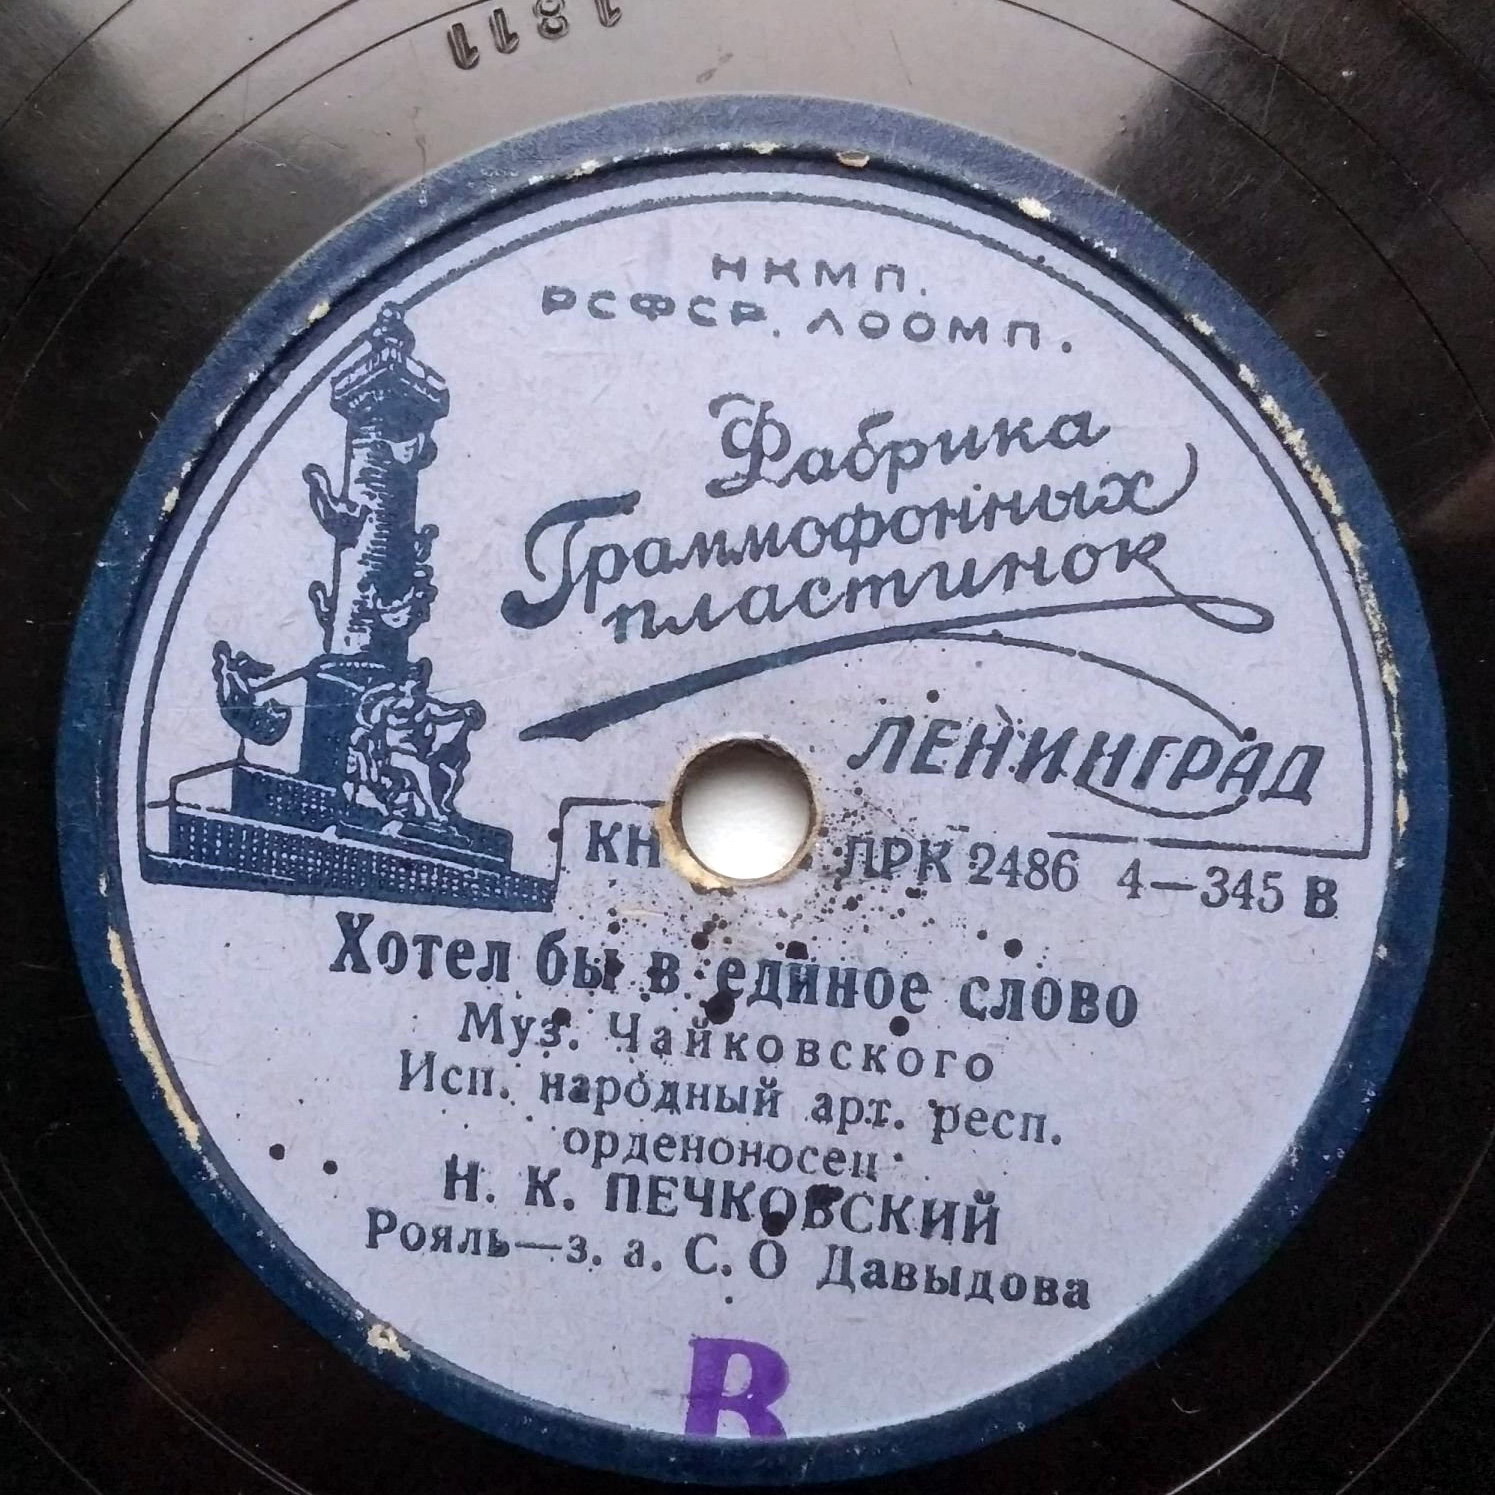 1811
НКМП.
РСФСР. ЛООМП.
Фабрика
Граммофонных
пластинок
ЛЕНИНГРАД
КН ЛРК 2486 4—345 В
Хотел бы в единое слово
Муз. Чайковского
Исп. народный арт. респ.
орденоносец
Н. К. ПЕЧКОВСКИЙ
Рояль—з. а. С. О Давыдова
В